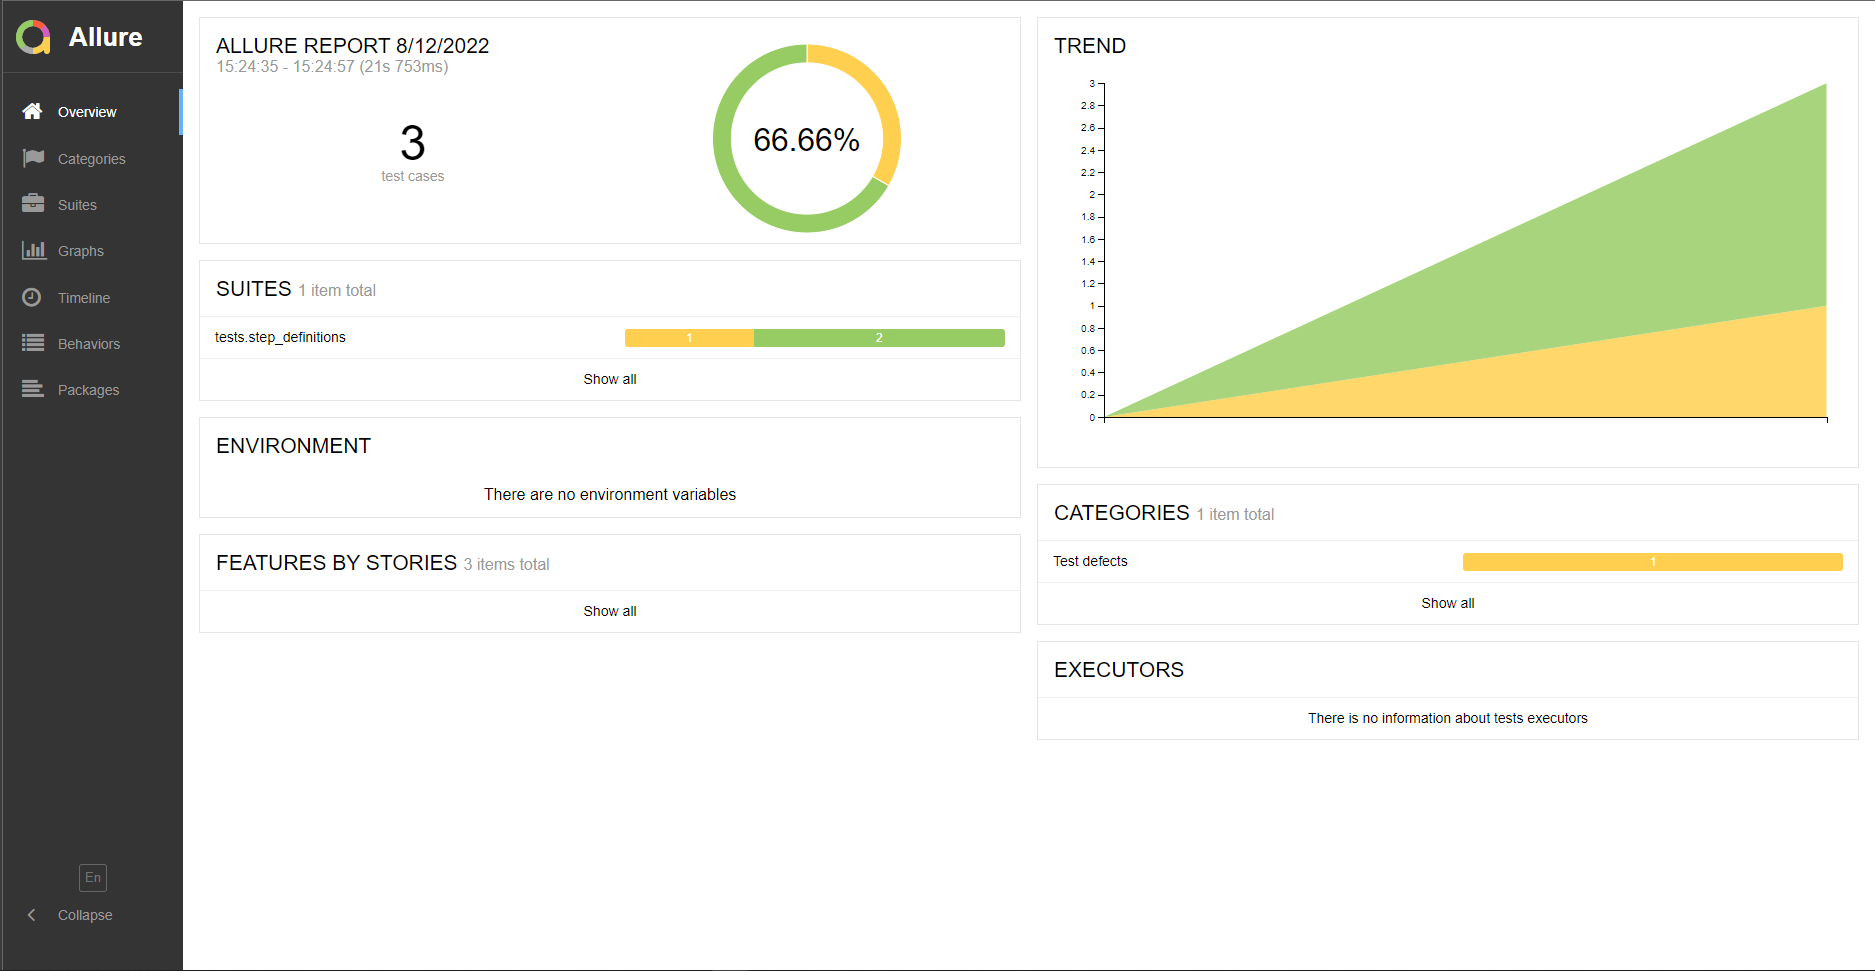 Allure
Overview
Categories
Suites
Graphs
Timeline
Behaviors
Packages
En
Collapse
ALLURE REPORT 8/12/2022
15:24:35 - 15:24:57 (21s 753ms)
3
test cases
66.66%
SUITES 1 item total
tests.step_definitions 1 2
Show all
ENVIRONMENT
There are no environment variables
FEATURES BY STORIES 3 items total
Show all
TREND
3
2.8
2.6
2.4
2.2
2
1.8
1.6
1.4
1.2
1
0.8
0.6
0.4
0.2
0
CATEGORIES 1 item total
Test defects 1
Show all
EXECUTORS
There is no information about tests executors